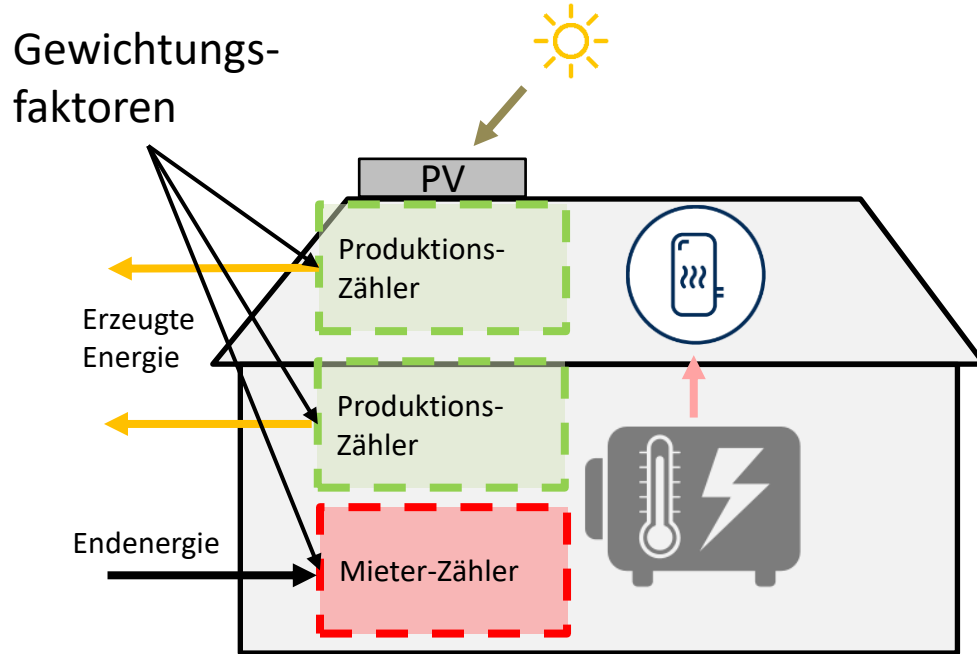 Gewichtungs-
faktoren
PV
Produktions-
Zähler
Erzeugte
Energie
Produktions-
Zähler
Endenergie
Mieter-Zähler